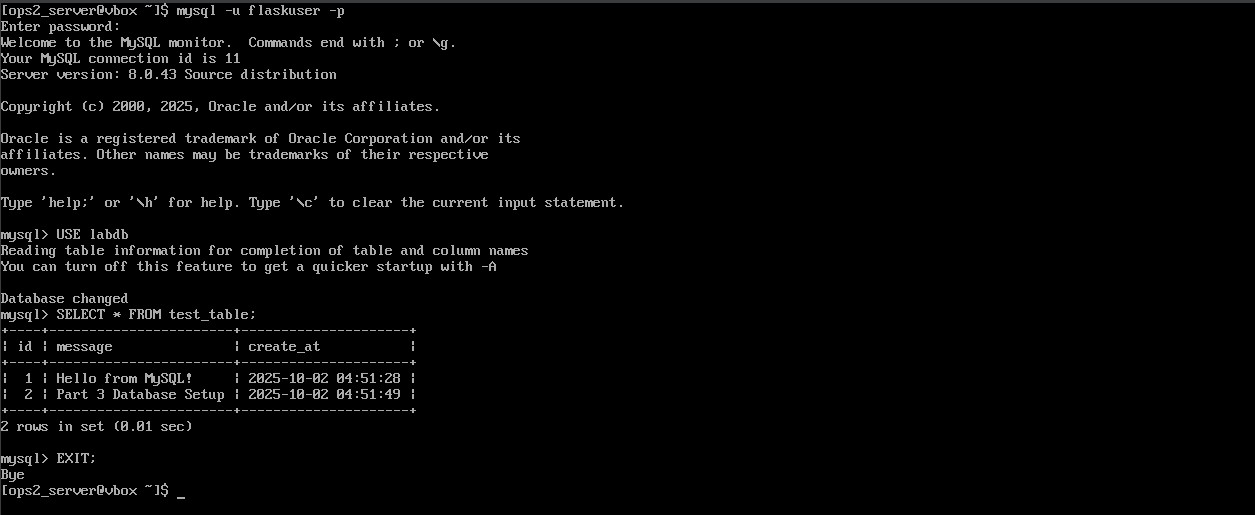 [ops2_server@vbox ~]$ mysql -u flaskuser -p
Enter password:
Welcome to the MySQL monitor.  Commands end with ; or \g.
Your MySQL connection id is 11
Server version: 8.0.43 Source distribution

Copyright (c) 2000, 2025, Oracle and/or its affiliates.

Oracle is a registered trademark of Oracle Corporation and/or its
affiliates. Other names may be trademarks of their respective
owners.

Type 'help;' or '\h' for help. Type '\c' to clear the current input statement.

mysql> USE labdb
Reading table information for completion of table and column names
You can turn off this feature to get a quicker startup with -A

Database changed
mysql> SELECT * FROM test_table;
+----+-----------------------+---------------------+
| id | message               | create_at           |
+----+-----------------------+---------------------+
|  1 | Hello from MySQL!     | 2025-10-02 04:51:28 |
|  2 | Part 3 Database Setup | 2025-10-02 04:51:49 |
+----+-----------------------+---------------------+
2 rows in set (0.01 sec)

mysql> EXIT;
Bye
[ops2_server@vbox ~]$ _